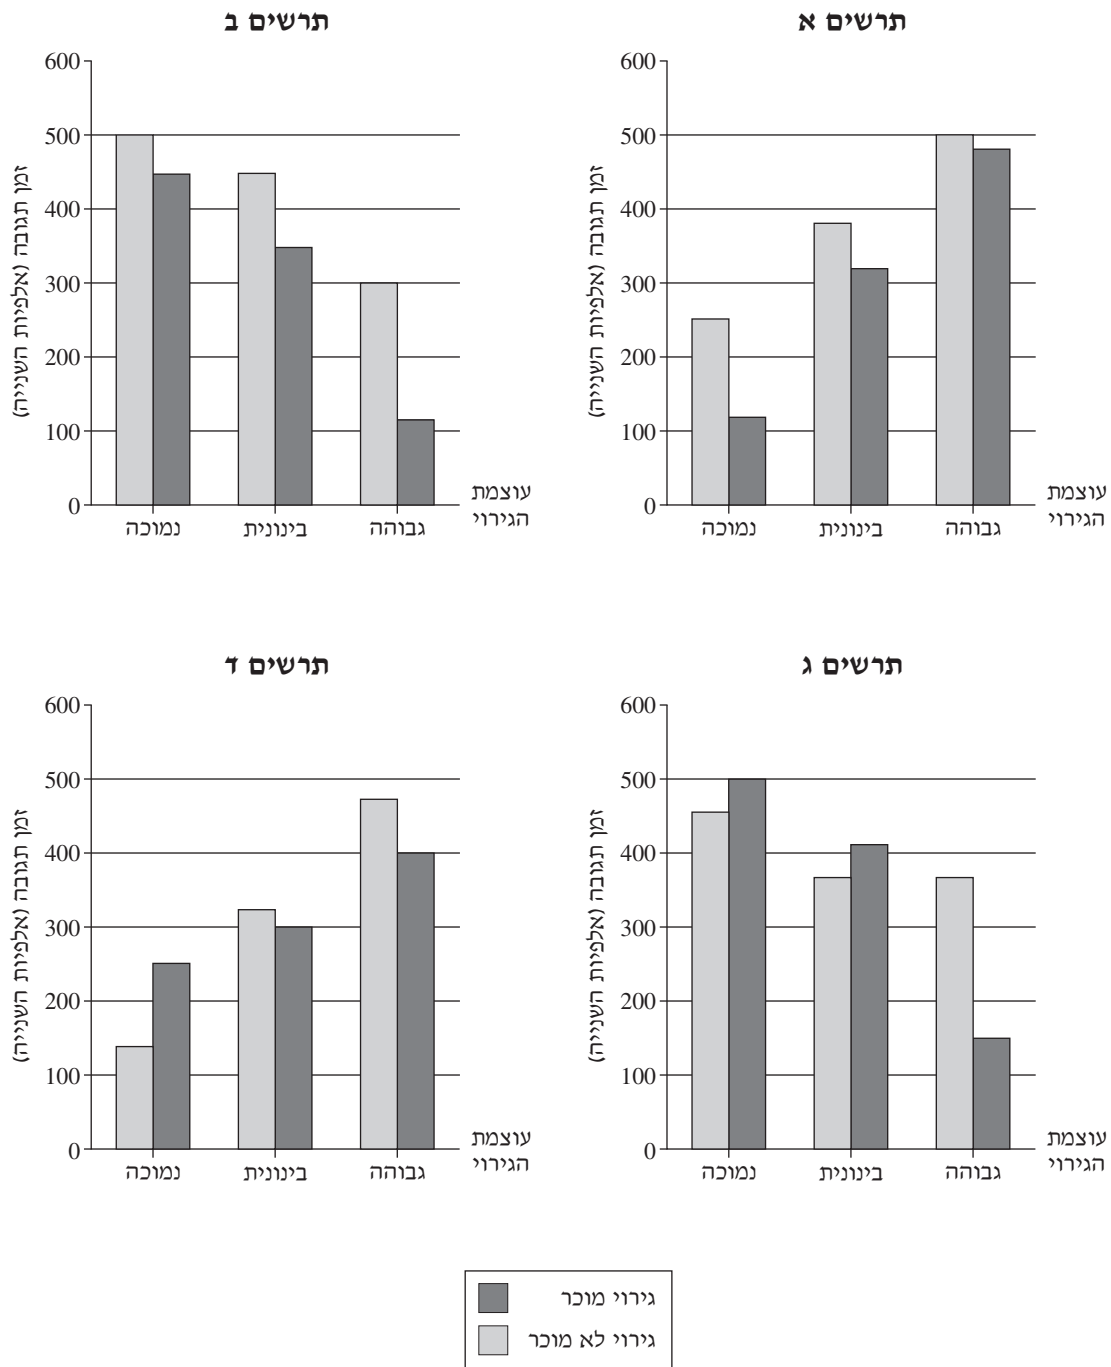 תרשים א
600
500
400
300
200
100
0
זמן תגובה (אלפיות השנייה)
נמוכה
בינונית
גבוהה
עוצמת
הגירוי
תרשים ב
600
500
400
300
200
100
0
זמן תגובה (אלפיות השנייה)
נמוכה
בינונית
גבוהה
עוצמת
הגירוי
תרשים ג
600
500
400
300
200
100
0
זמן תגובה (אלפיות השנייה)
נמוכה
בינונית
גבוהה
עוצמת
הגירוי
תרשים ד
600
500
400
300
200
100
0
זמן תגובה (אלפיות השנייה)
נמוכה
בינונית
גבוהה
עוצמת
הגירוי
גירוי מוכר
גירוי לא מוכר